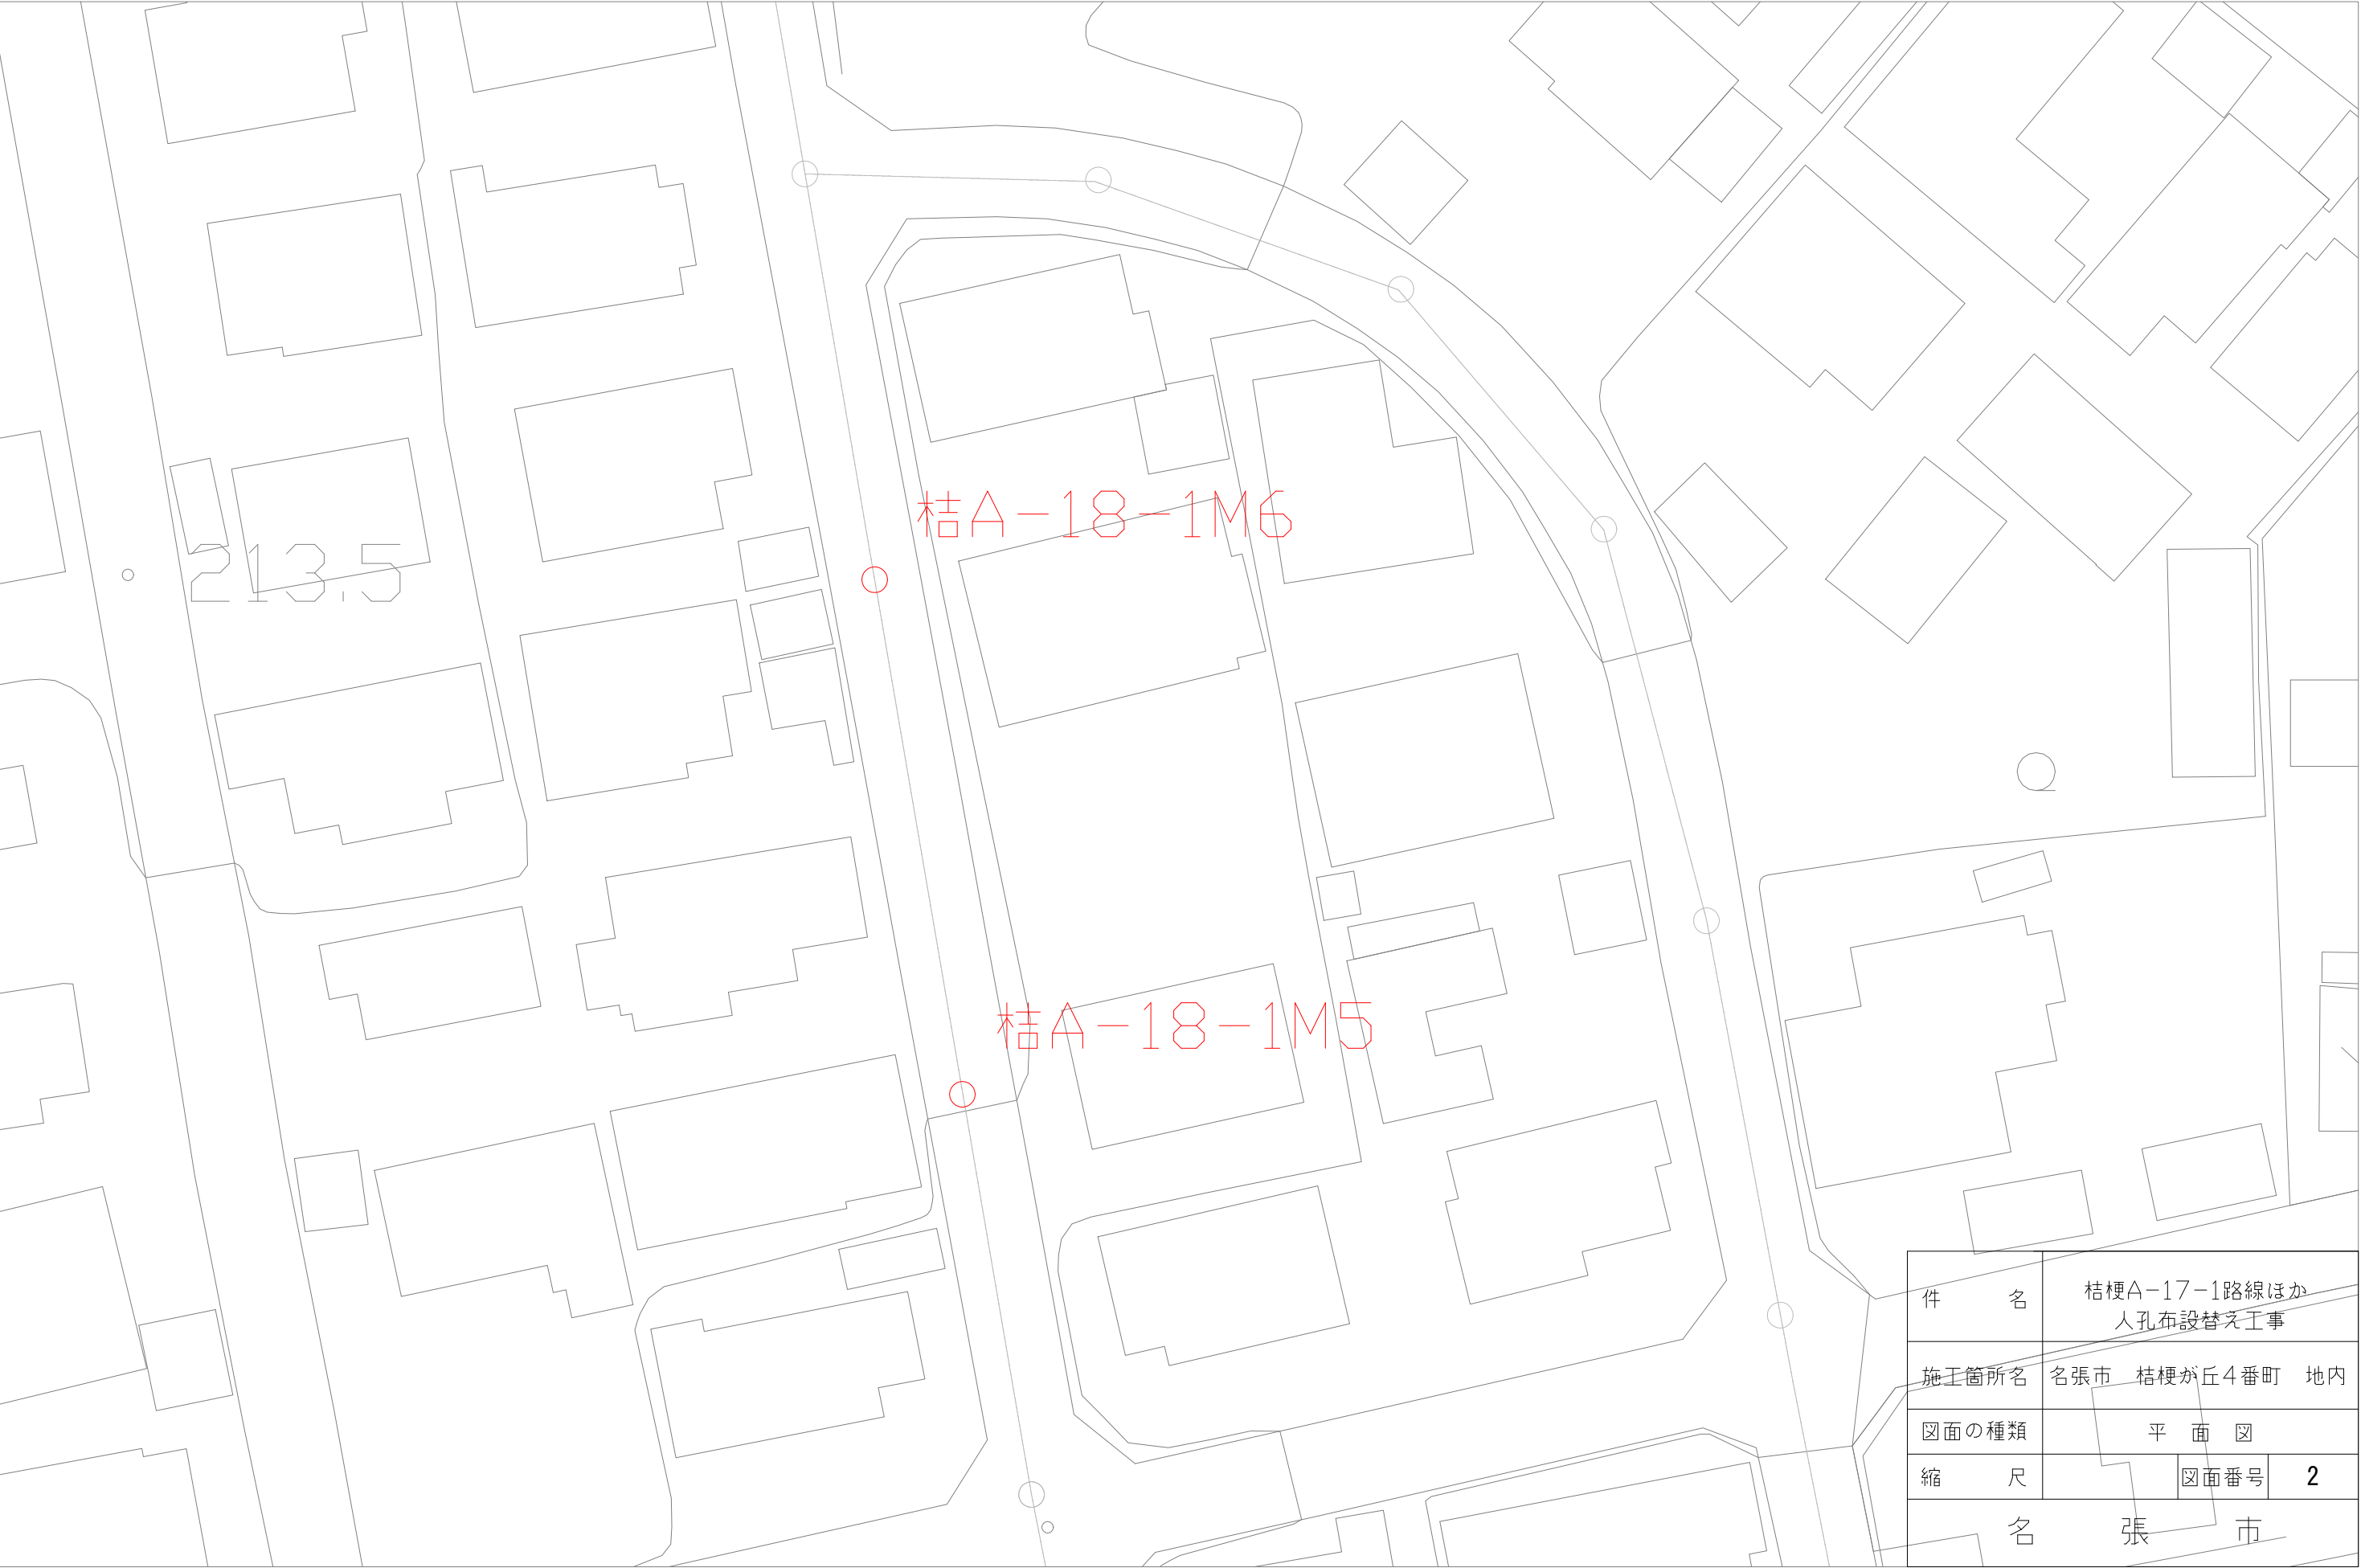 桔A-18-1M6
213.5
桔A-18-1M5
件 名 桔梗A-17-1路線ほか
人孔布設替え工事
施工箇所名 名張市 桔梗が丘4番町 地内
図面の種類 平 面 図
縮 尺 図面番号 2
名 張 市